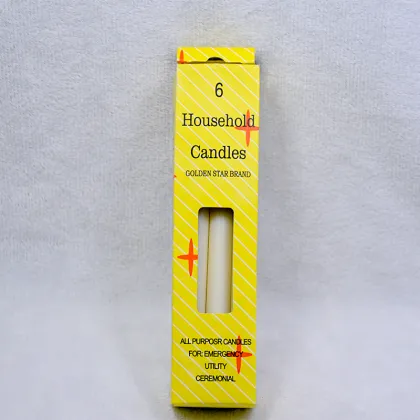 6
Household
Candles
GOLDEN STAR BRAND
ALL PURPOSR CANDLES
FOR: EMERGENCY
UTILITY
CEREMONIAL